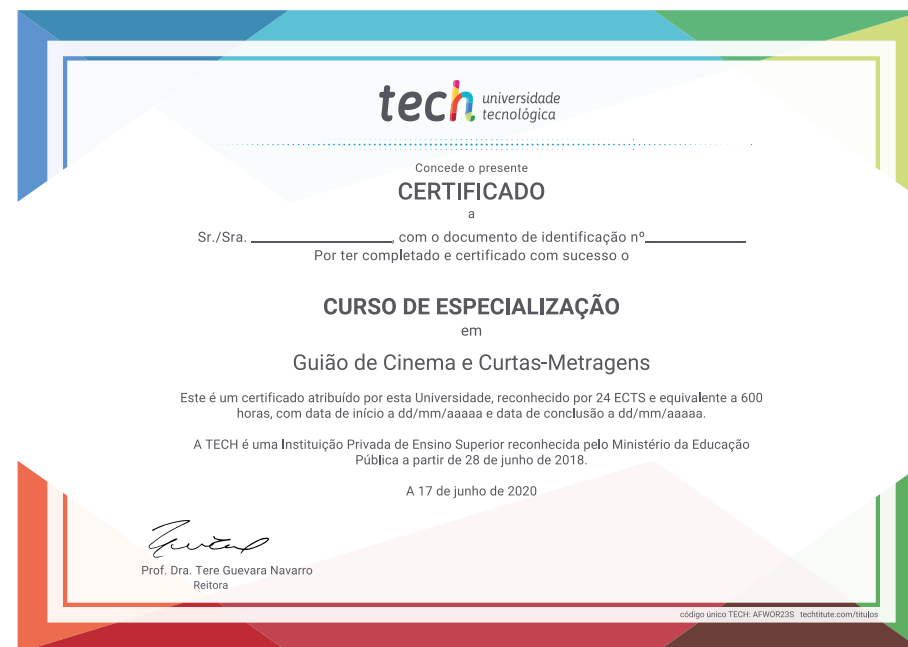 tech universidade
tecnológica
Concede o presente
CERTIFICADO
a
Sr./Sra. , com o documento de identificação nº
Por ter completado e certificado com sucesso o
CURSO DE ESPECIALIZAÇÃO
em
Guião de Cinema e Curtas-Metragens
Este é um certificado atribuído por esta Universidade, reconhecido por 24 ECTS e equivalente a 600
horas, com data de início a dd/mm/aaaaa e data de conclusão a dd/mm/aaaaa.
A TECH é uma Instituição Privada de Ensino Superior reconhecida pelo Ministério da Educação
Pública a partir de 28 de junho de 2018.
A 17 de junho de 2020
Prof. Dra. Tere Guevara Navarro
Reitora
código único TECH: AFWOR23S techtitute.com/titulos